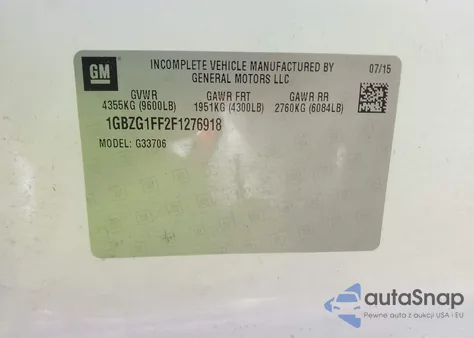 GM
INCOMPLETE VEHICLE MANUFACTURED BY
GENERAL MOTORS LLC
07/15
GVWR GAWR FRT GAWR RR
4355KG (9600LB) 1951KG (4300LB) 2760KG (6084LB)
1GBZG1FF2F1276918
MODEL: G33706
autaSnap
Pewne auta z aukcji USA i EU